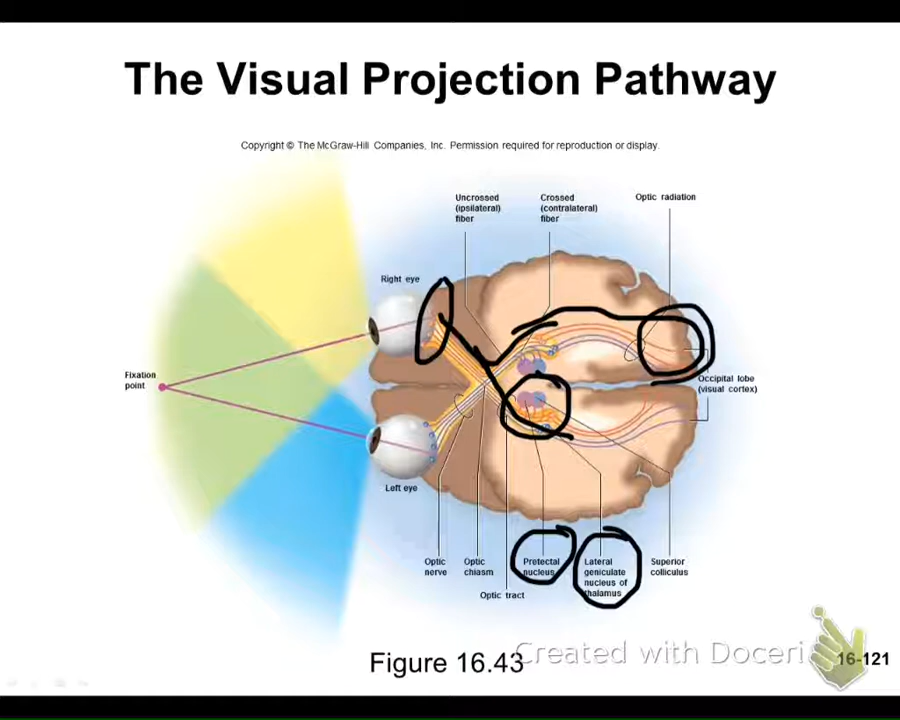 The Visual Projection Pathway
Copyright © The McGraw-Hill Companies, Inc. Permission required for reproduction or display.
Uncrossed
(ipsilateral)
fiber
Crossed
(contralateral)
fiber
Optic radiation
Right eye
Fixation
point
Occipital lobe
(visual cortex)
Left eye
Optic
nerve
Optic
chiasm
Optic tract
Pretectal
nucleus
Lateral
geniculate
nucleus of
thalamus
Superior
colliculus
Figure 16.43
Created with Doceri
16-121